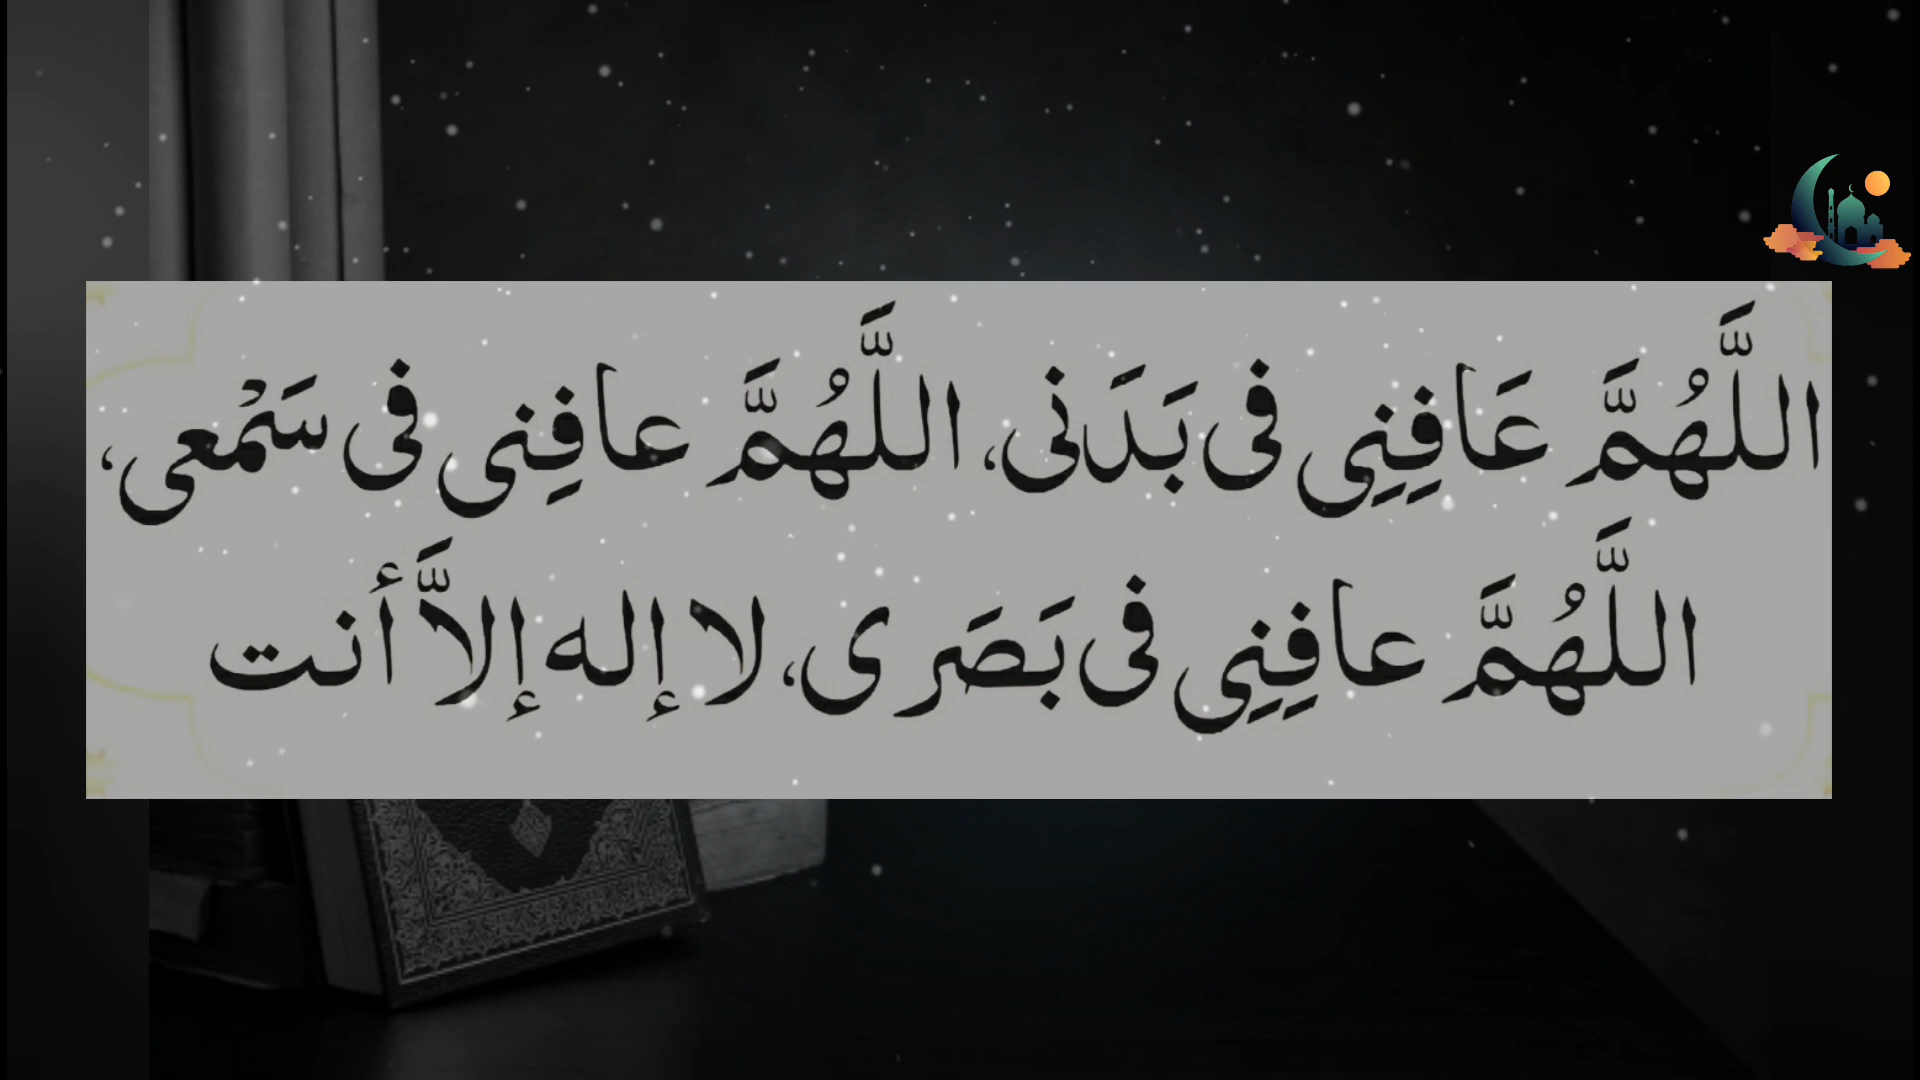 اللَّهُمَّ عَافِنِي فى بَدَنى، اللَّهُمَّ عافِنى فى سَمْعى،
اللَّهُمَّ عافِنِي فى بَصَرى، لا إله إلاَّ أنت